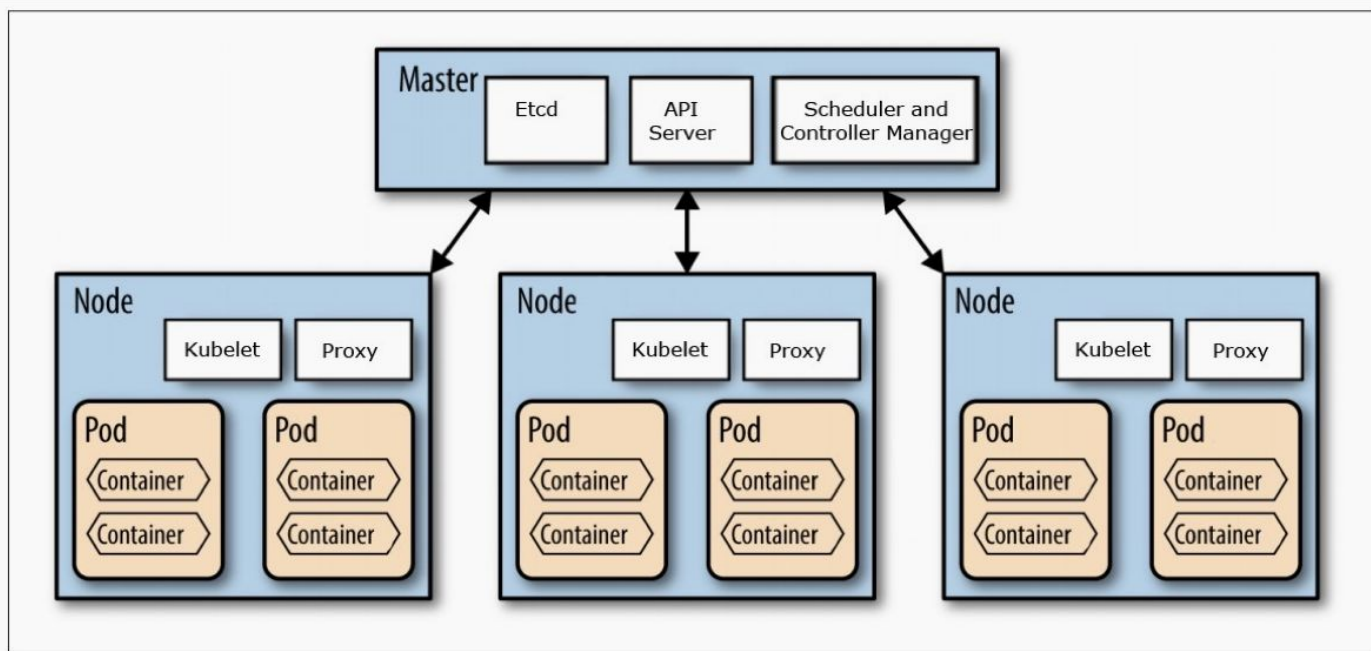 Master
Etcd
API
Server
Scheduler and
Controller Manager
Node
Kubelet
Proxy
Pod
Container
Container
Pod
Container
Container
Node
Kubelet
Proxy
Pod
Container
Container
Pod
Container
Container
Node
Kubelet
Proxy
Pod
Container
Container
Pod
Container
Container